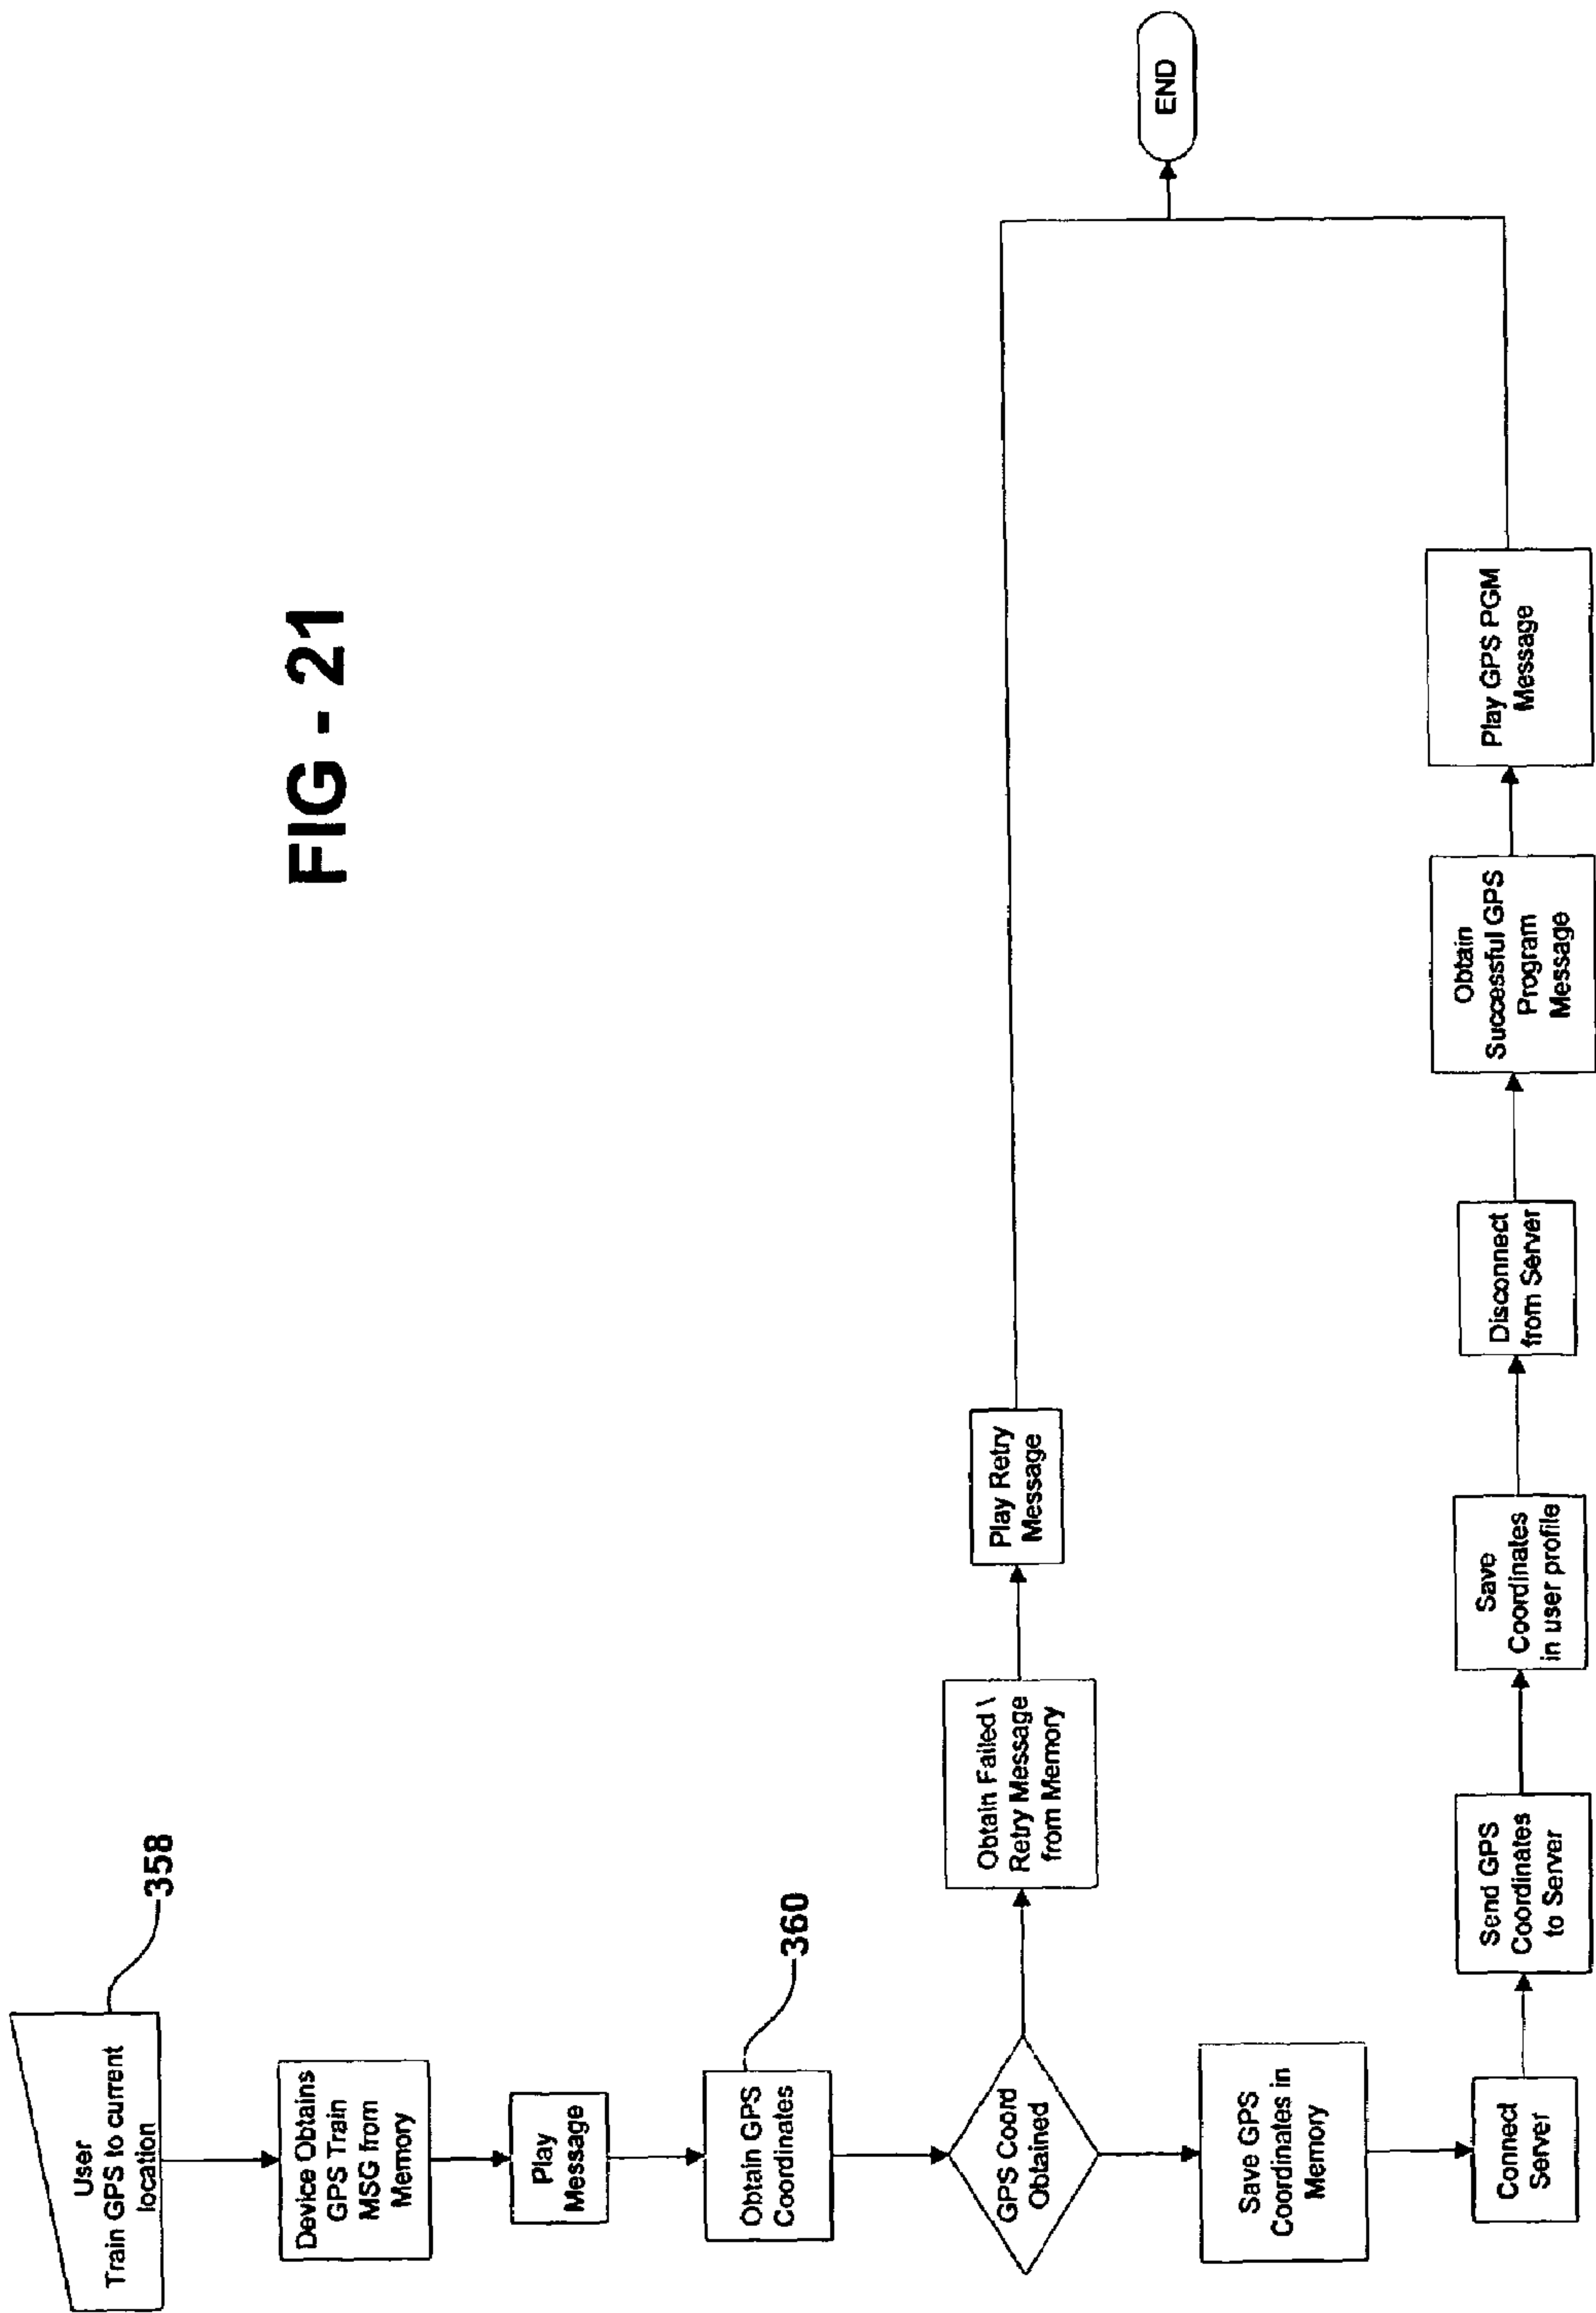 FIG - 21
User
Train GPS to current
location
358
Device Obtains
GPS Train
MSG from
Memory
Play
Message
Obtain GPS
Coordinates
360
GPS Coord
Obtained
Obtain Failed \
Retry Message
from Memory
Play Retry
Message
Save GPS
Coordinates in
Memory
Connect
Server
Send GPS
Coordinates
to Server
Save
Coordinates
in user profile
Disconnect
from Server
Obtain
Successful GPS
Program
Message
Play GPS PGM
Message
END